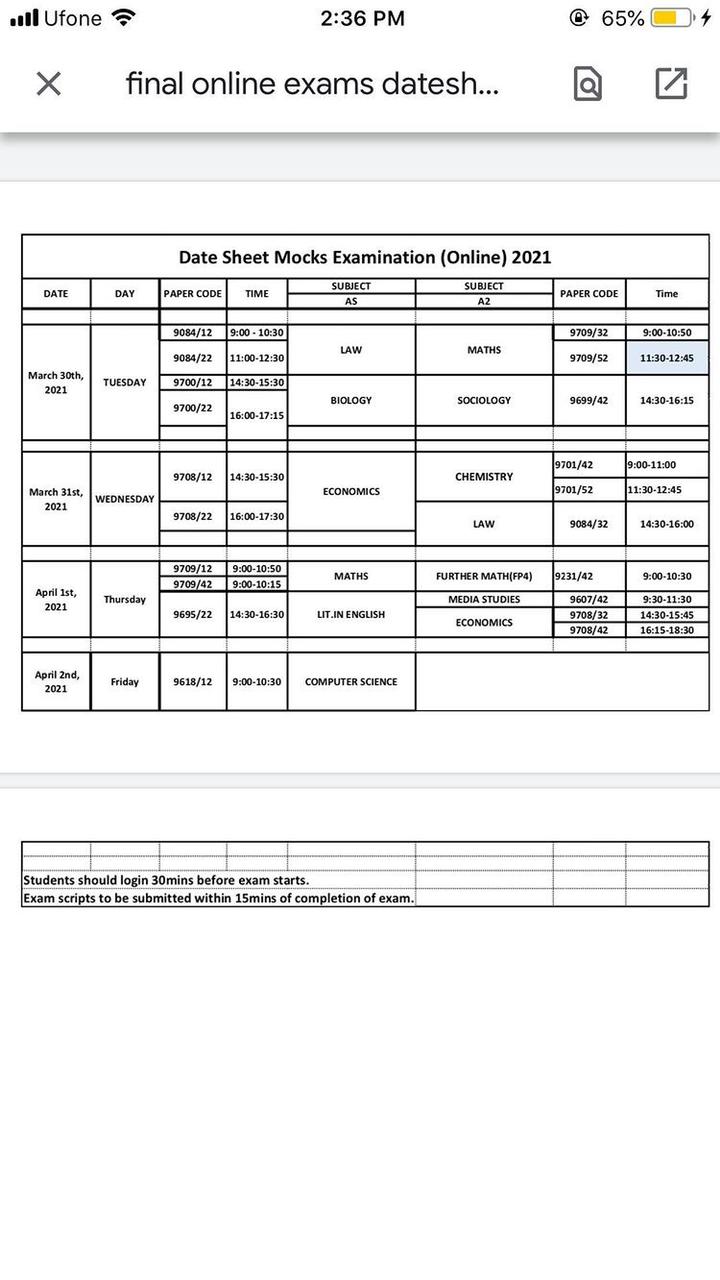 Ufone 2:36 PM 65%
final online exams datesh...
Date Sheet Mocks Examination (Online) 2021
DATE DAY PAPER CODE TIME SUBJECT SUBJECT PAPER CODE Time
AS A2
March 30th, 2021 TUESDAY
9084/12 9:00 - 10:30 LAW MATHS 9709/32 9:00-10:50
9084/22 11:00-12:30 9709/52 11:30-12:45
9700/12 14:30-15:30 BIOLOGY SOCIOLOGY 9699/42 14:30-16:15
9700/22 16:00-17:15
March 31st, 2021 WEDNESDAY
9708/12 14:30-15:30 ECONOMICS CHEMISTRY 9701/42 9:00-11:00
9701/52 11:30-12:45
9708/22 16:00-17:30 LAW 9084/32 14:30-16:00
April 1st, 2021 Thursday
9709/12 9:00-10:50 MATHS FURTHER MATH(FP4) 9231/42 9:00-10:30
9709/42 9:00-10:15
9695/22 14:30-16:30 LIT.IN ENGLISH MEDIA STUDIES 9607/42 9:30-11:30
ECONOMICS 9708/32 14:30-15:45
9708/42 16:15-18:30
April 2nd, 2021 Friday 9618/12 9:00-10:30 COMPUTER SCIENCE
Students should login 30mins before exam starts.
Exam scripts to be submitted within 15mins of completion of exam.